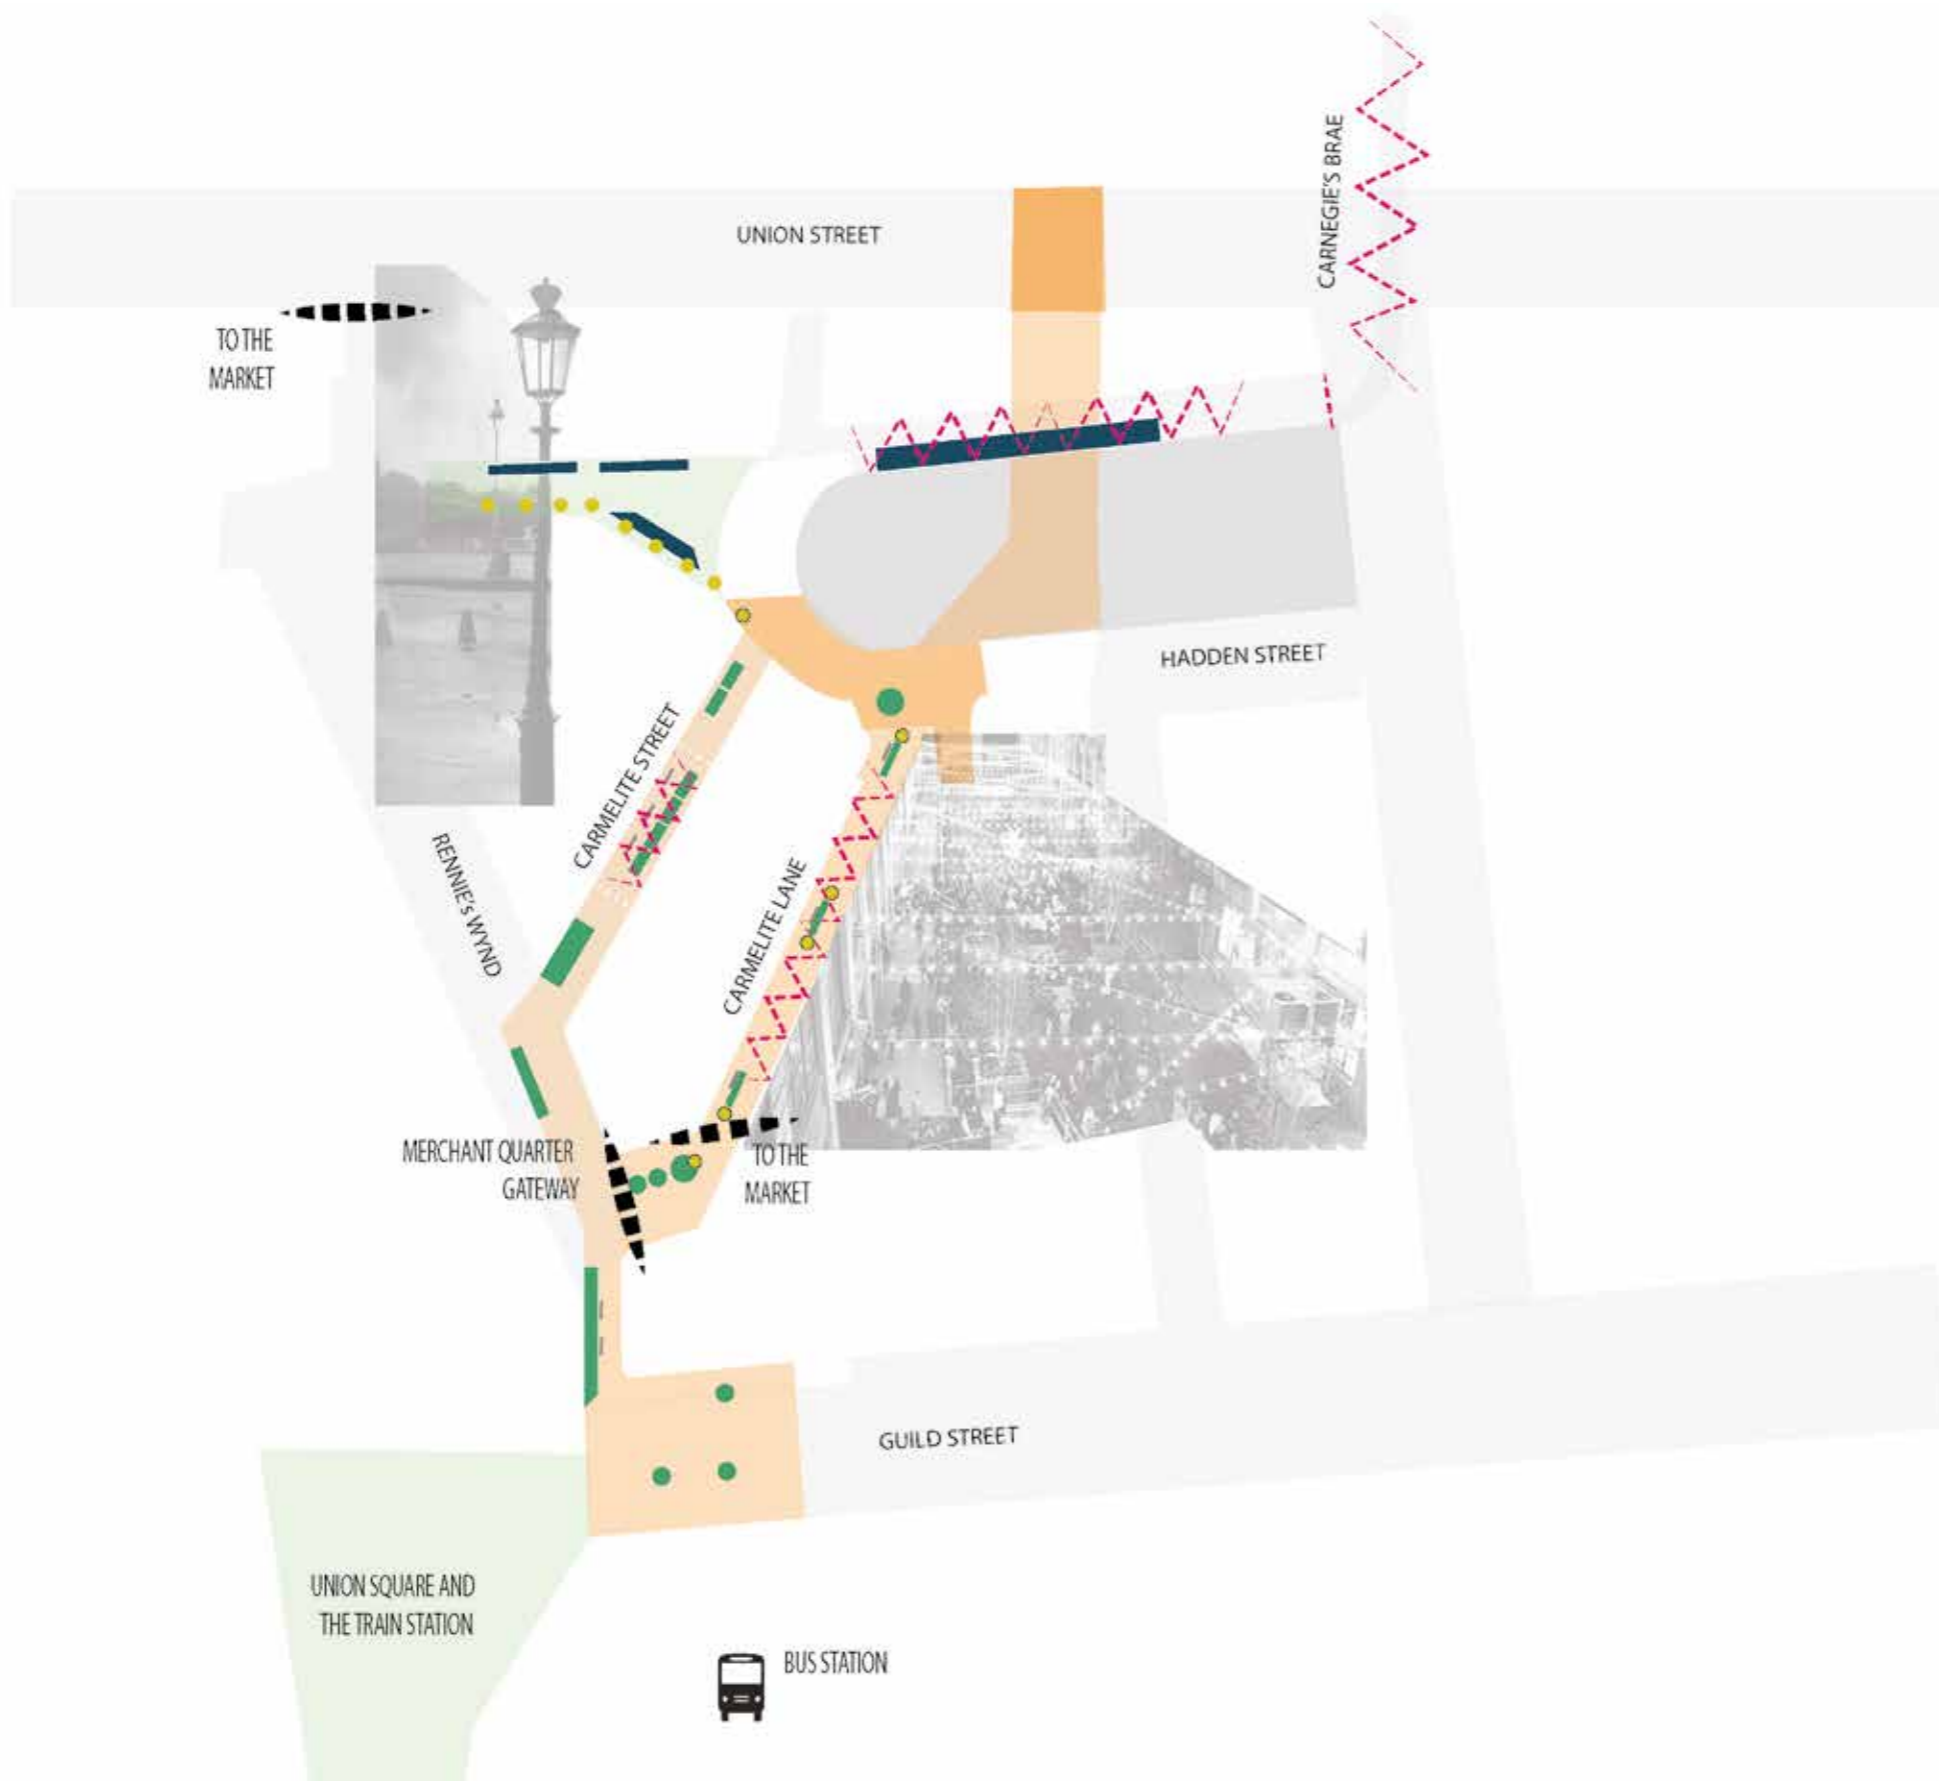 CARNEGIE'S BRAE
UNION STREET
TO THE
MARKET
HADDEN STREET
CARMELITE STREET
RENNIE's WYND
CARMELITE LANE
MERCHANT QUARTER
GATEWAY
TO THE
MARKET
GUILD STREET
UNION SQUARE AND
THE TRAIN STATION
BUS STATION